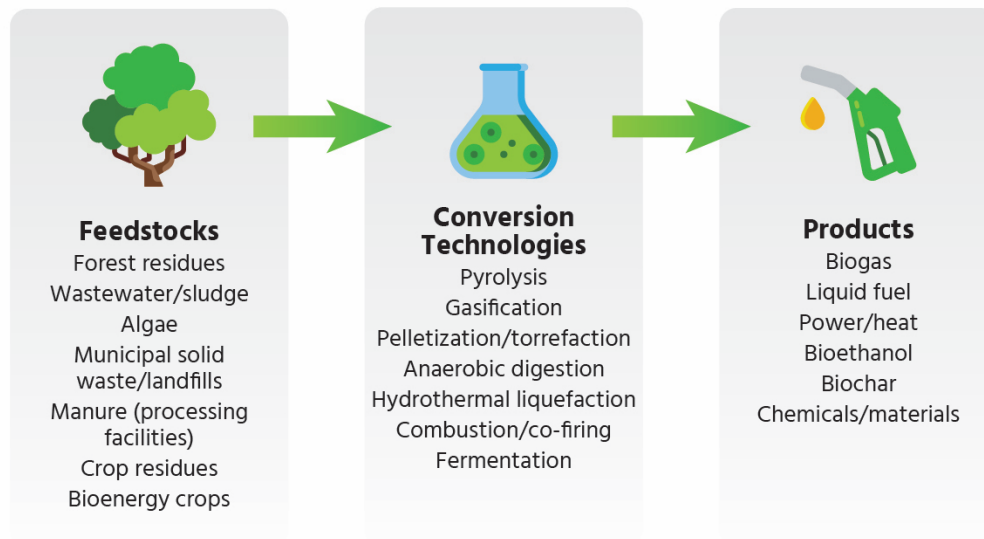 Feedstocks
Forest residues
Wastewater/sludge
Algae
Municipal solid
waste/landfills
Manure (processing
facilities)
Crop residues
Bioenergy crops
Conversion
Technologies
Pyrolysis
Gasification
Pelletization/torrefaction
Anaerobic digestion
Hydrothermal liquefaction
Combustion/co-firing
Fermentation
Products
Biogas
Liquid fuel
Power/heat
Bioethanol
Biochar
Chemicals/materials